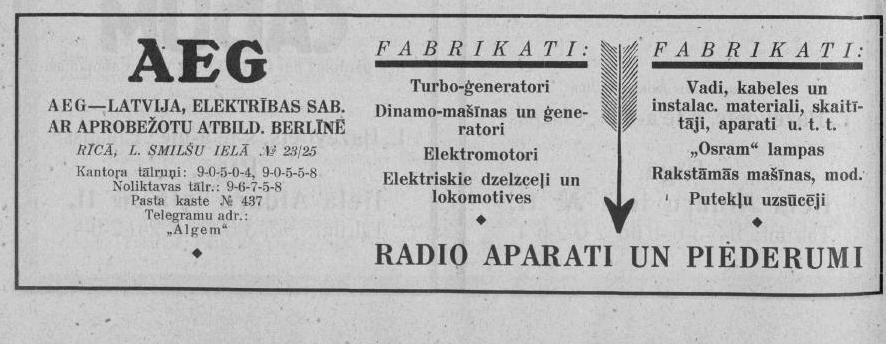 AEG
AEG—LATVIJA, ELEKTRĪBAS SAB.
AR APROBEŽOTU ATBILD. BERLĪNĒ
RĪCĀ, L. SMILŠU IELĀ № 23/25
Kantora tālruņi: 9-0-5-0-4, 9-0-5-5-8
Noliktavas tālr.: 9-6-7-5-8
Pasta kaste № 437
Telegramu adr.:
„Algem“
FABRIKATI:
Turbo-ģeneratori
Dinamo-mašīnas un ģene-
ratori
Elektromotori
Elektriskie dzelzceļi un
lokomotives
FABRIKATI:
Vadi, kabeles un
instalac. materiali, skaitī-
tāji, aparati u. t. t.
„Osram“ lampas
Rakstāmās mašīnas, mod.
Putekļu uzsūcēji
RADIO APARATI UN PIĖDERUMI